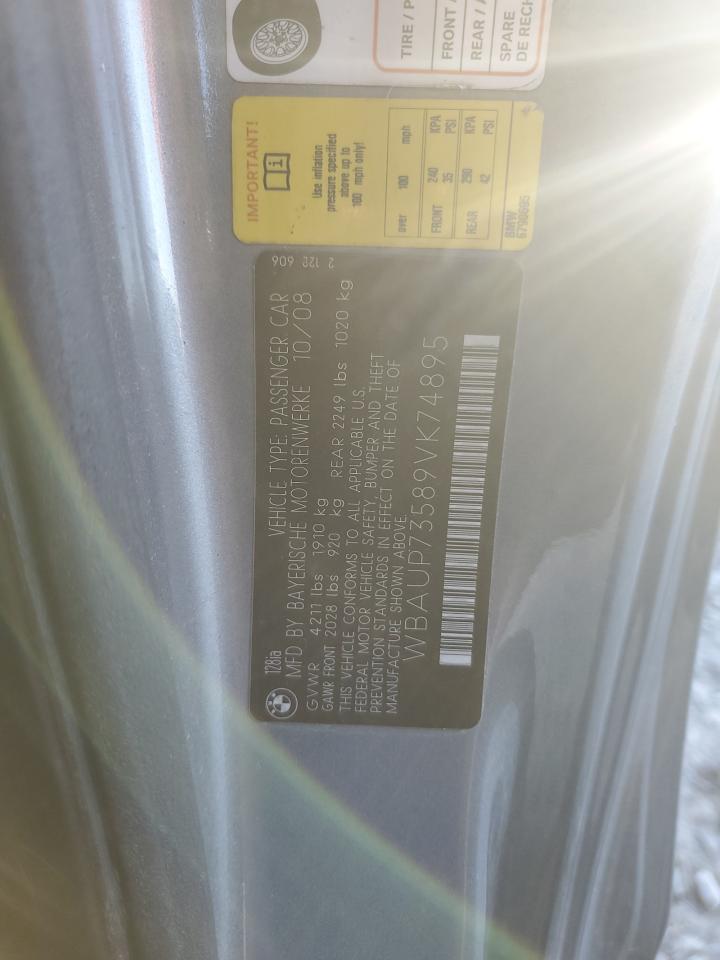 TIRE / P
FRONT /
REAR / A
SPARE
DE RECH
IMPORTANT!
i
Use inflation
pressure specified
above up to
100 mph only!
over 100 mph
FRONT 240 KPA
35 PSI
REAR 290 KPA
42 PSI
BMW
6790695
2 122 606
128ia VEHICLE TYPE: PASSENGER CAR
MFD BY BAYERISCHE MOTORENWERKE 10/08
GVWR 4211 lbs 1910 kg
GAWR FRONT 2028 lbs 920 kg REAR 2249 lbs 1020 kg
THIS VEHICLE CONFORMS TO ALL APPLICABLE U.S.
FEDERAL MOTOR VEHICLE SAFETY, BUMPER AND THEFT
PREVENTION STANDARDS IN EFFECT ON THE DATE OF
MANUFACTURE SHOWN ABOVE.
WBAUP73589VK74895